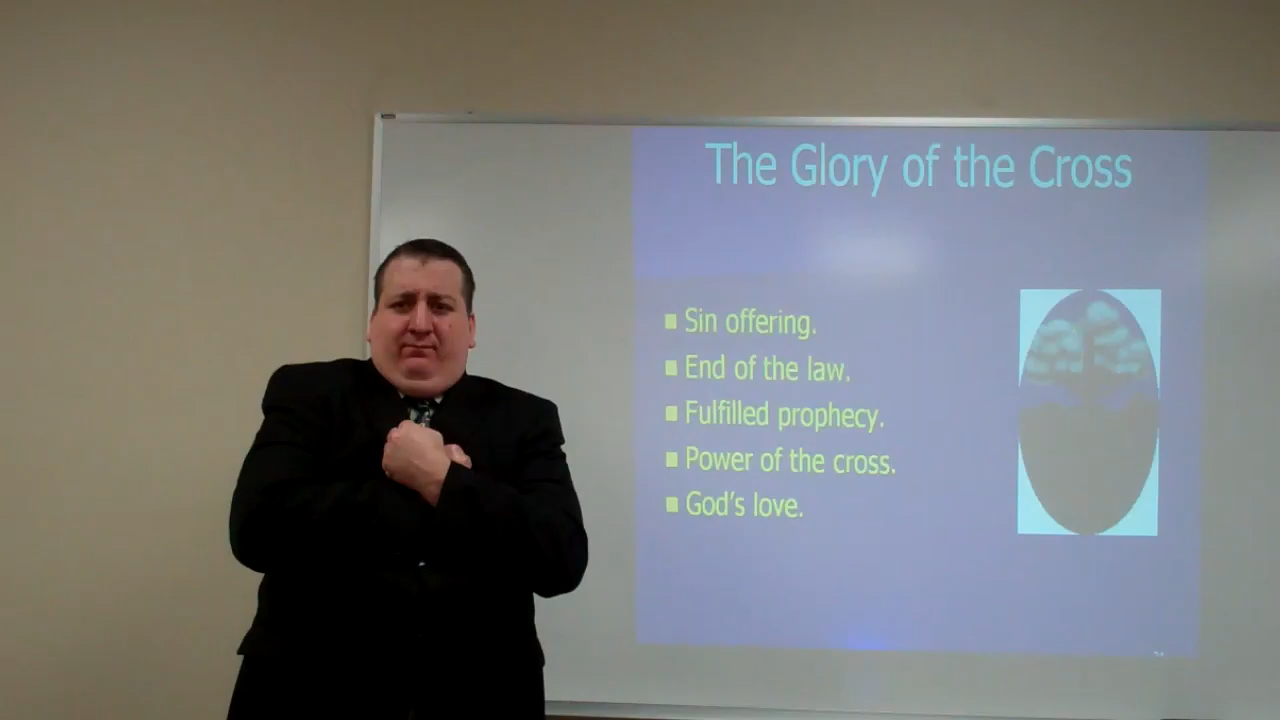 The Glory of the Cross
Sin offering.
End of the law.
Fulfilled prophecy.
Power of the cross.
God's love.